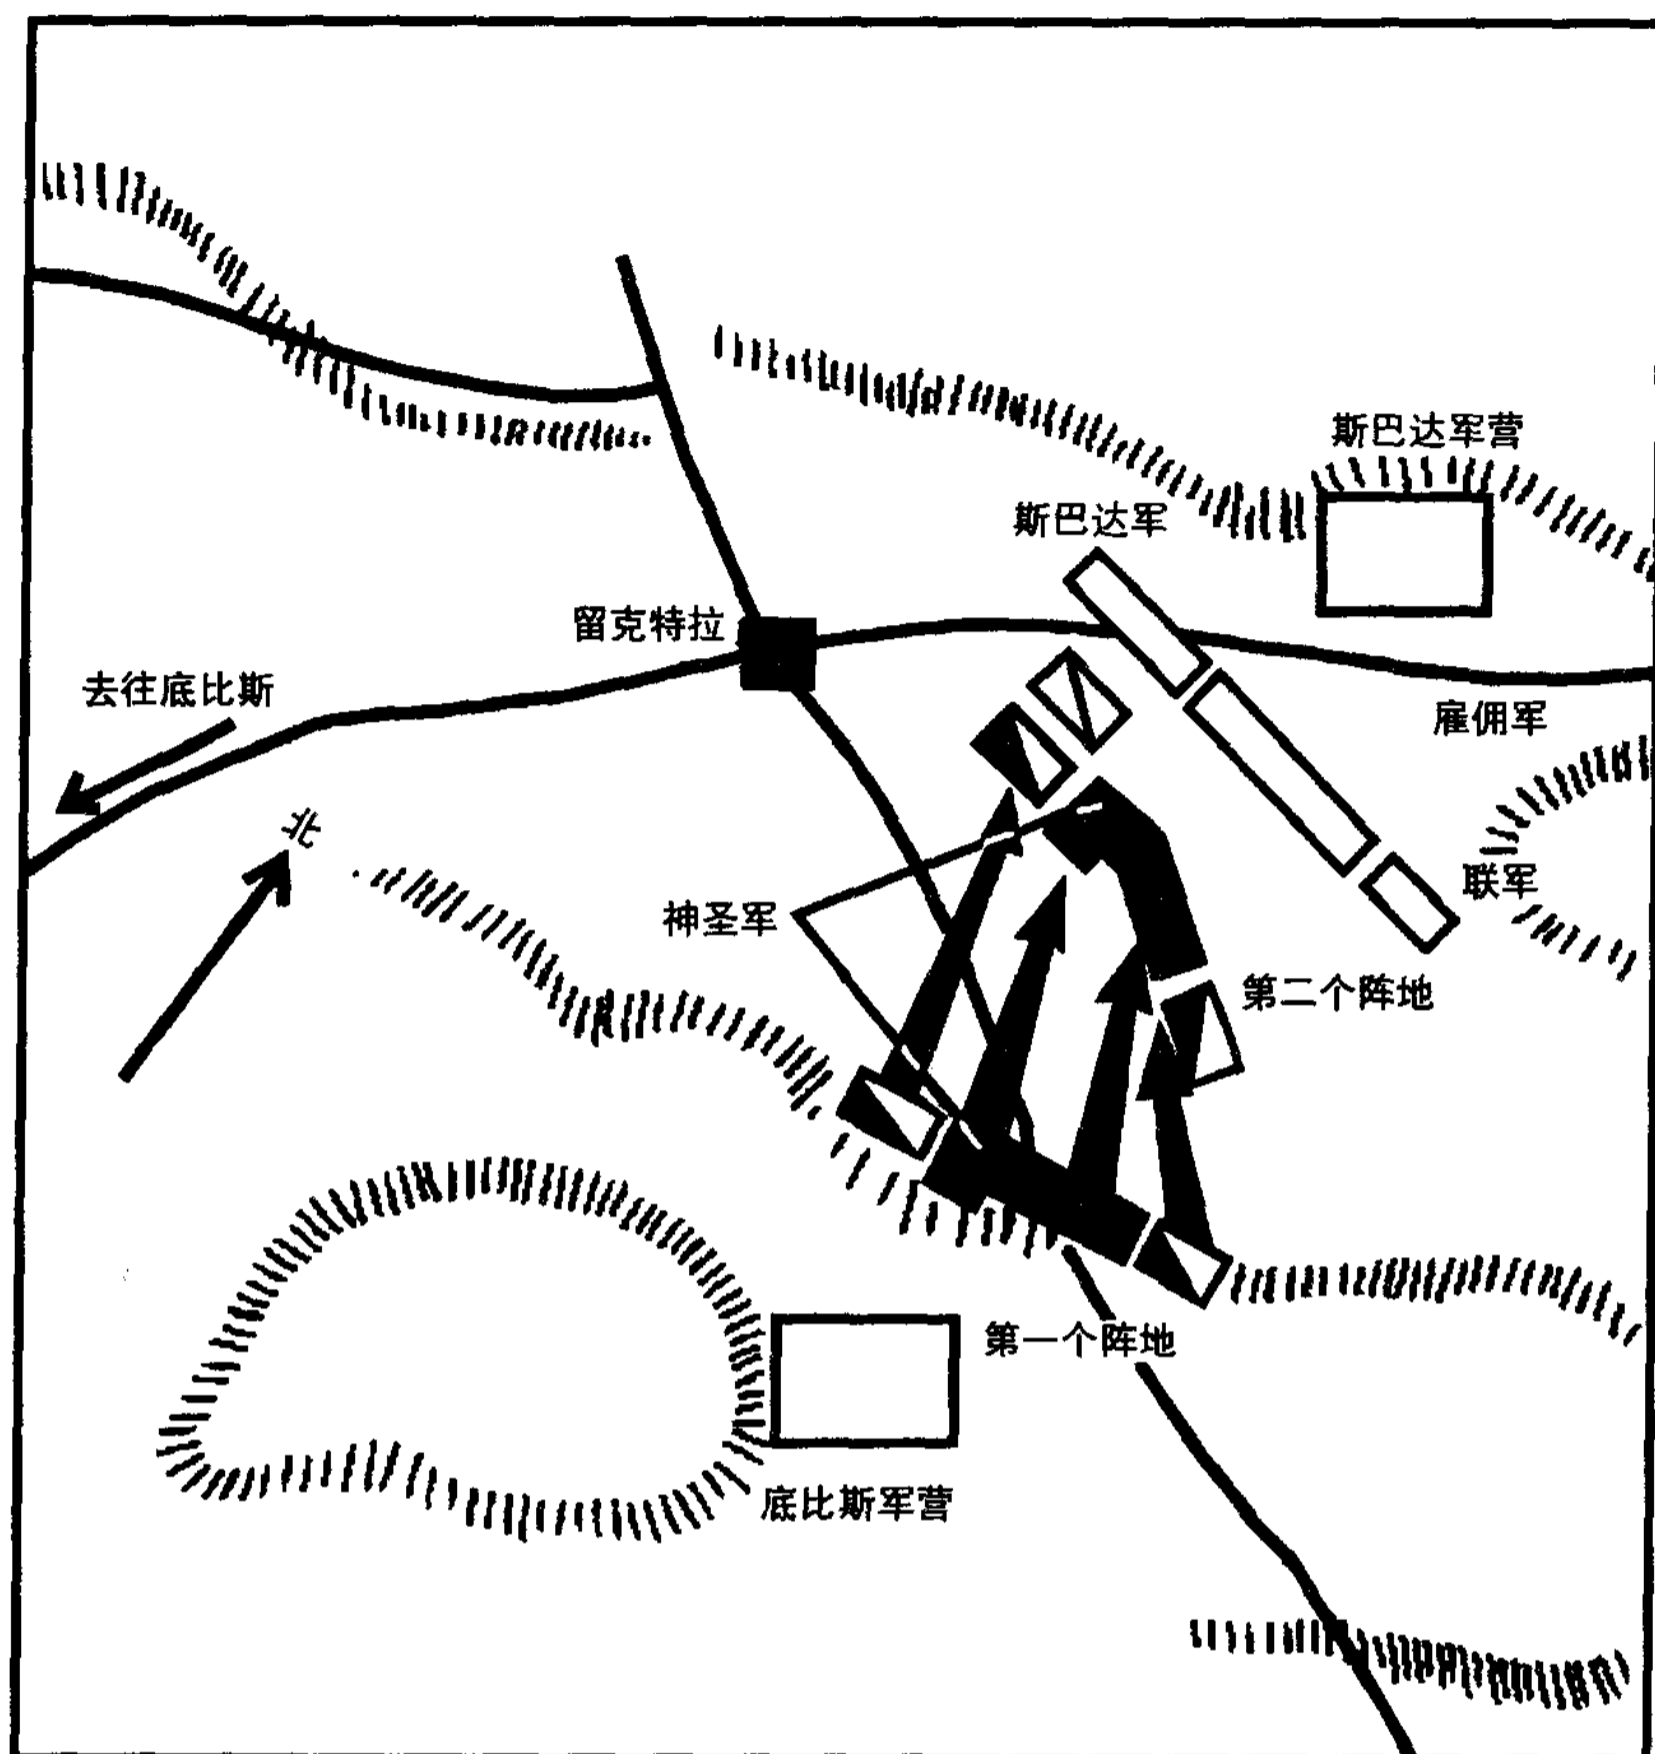 斯巴达军营
斯巴达军
留克特拉
去往底比斯
雇佣军
北
联军
神圣军
第二个阵地
第一个阵地
底比斯军营